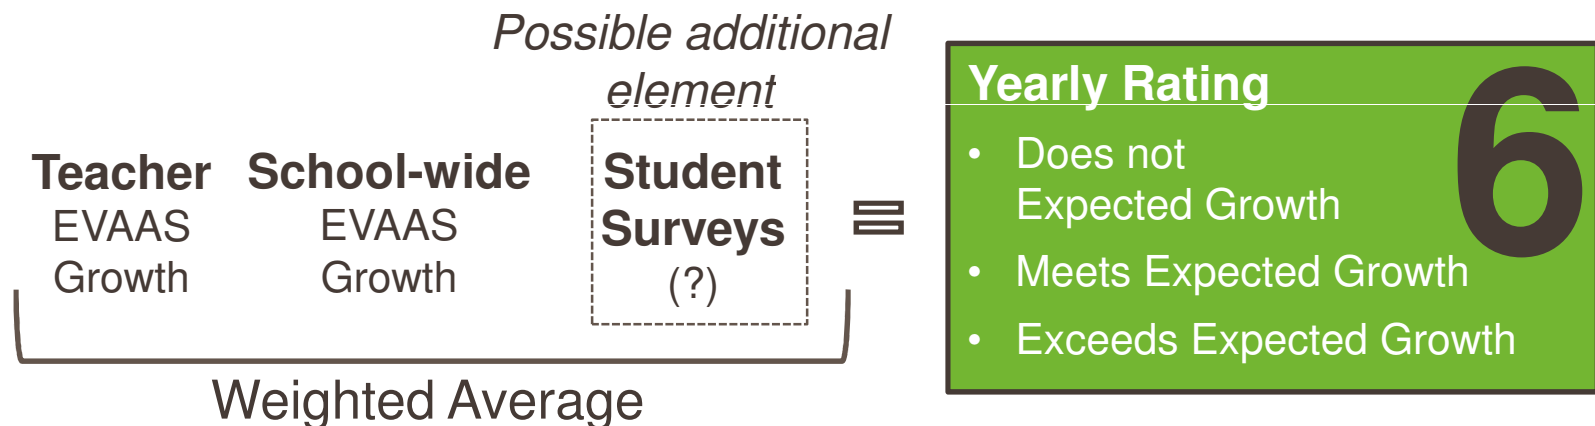 Possible additional
element
Teacher
EVAAS
Growth
School-wide
EVAAS
Growth
Student
Surveys
(?)
Weighted Average
=
Yearly Rating
6
• Does not
Expected Growth
• Meets Expected Growth
• Exceeds Expected Growth